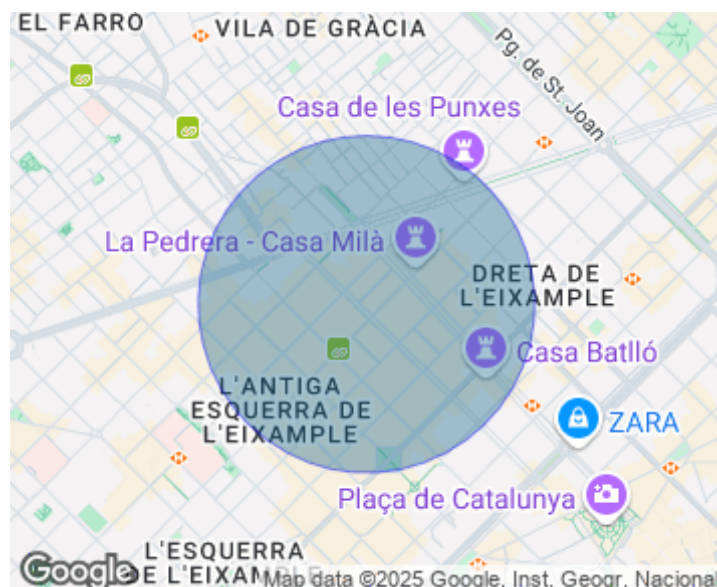 EL FARRÓ
VILA DE GRÀCIA
Pg. de St. Joan
Casa de les Punxes
La Pedrera - Casa Milà
DRETA DE
L'EIXAMPLE
Casa Batlló
L'ANTIGA
ESQUERRA DE
L'EIXAMPLE
ZARA
Plaça de Catalunya
L'ESQUERRA
DE L'EIXAMPLE
Google
Map data ©2025 Google, Inst. Geogr. Nacional